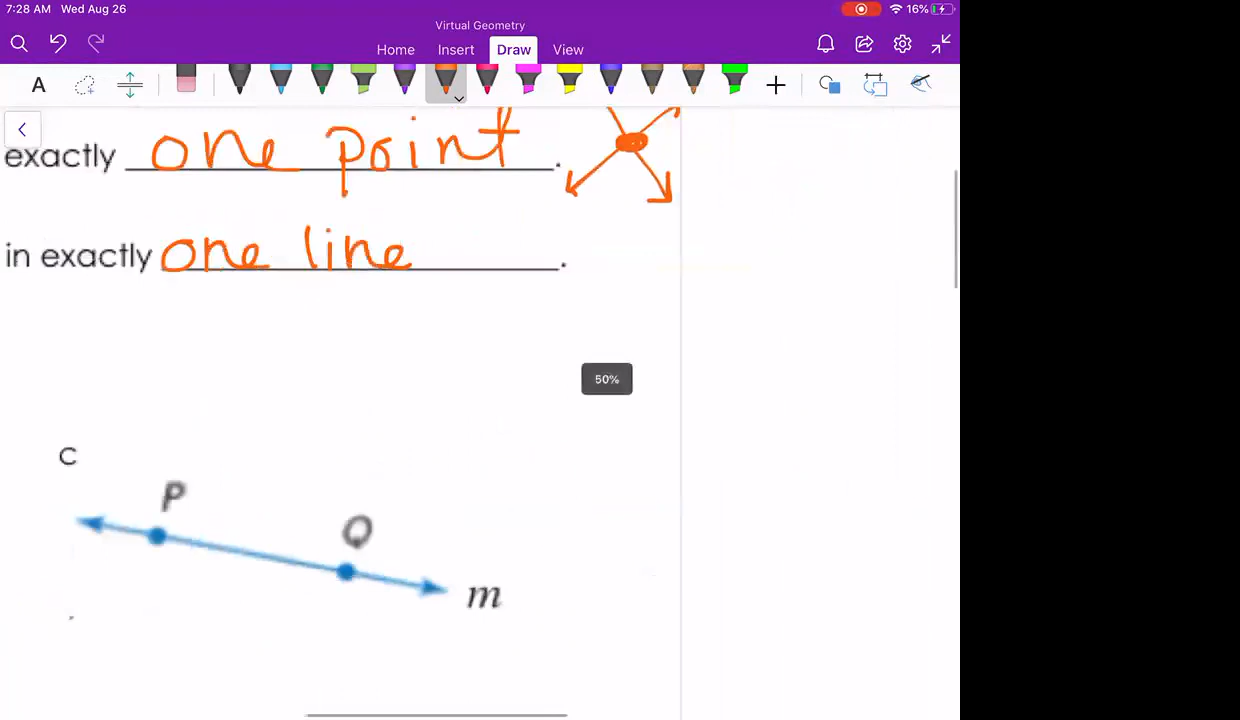 7:28 AM Wed Aug 26
16%
Virtual Geometry
Home Insert Draw View
A
exactly one point.
in exactly one line.
50%
C
P
Q
m